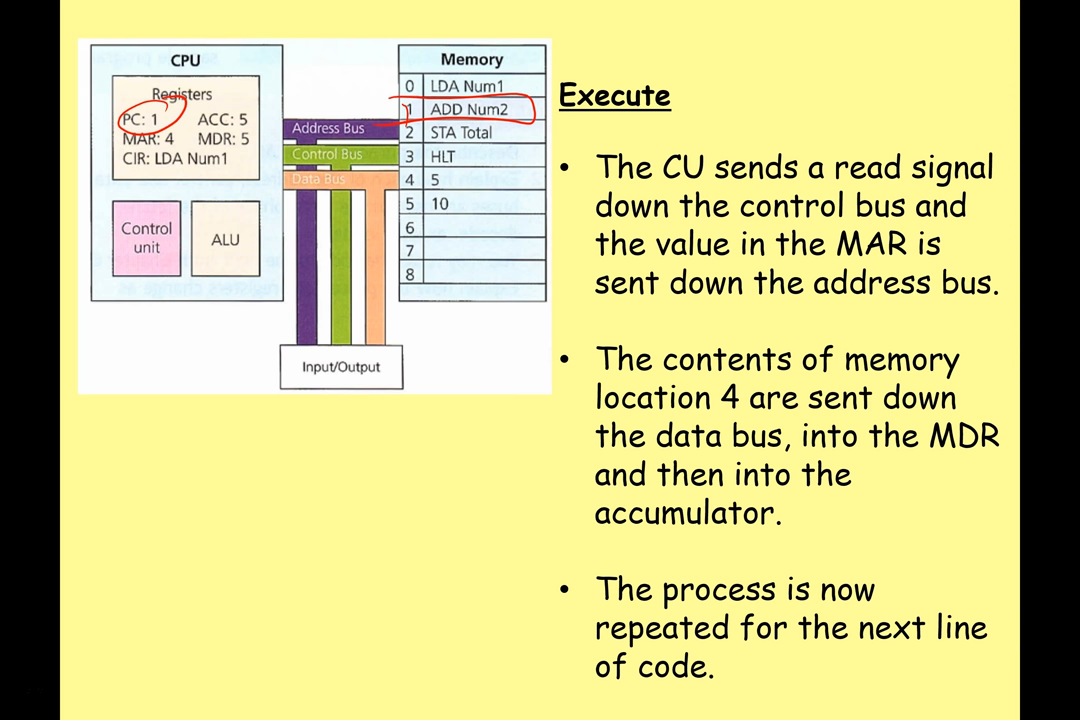 CPU
Registers
PC: 1 ACC: 5
MAR: 4 MDR: 5
CIR: LDA Num1
Control
unit
ALU
Address Bus
Control Bus
Data Bus
Memory
0 LDA Num1
1 ADD Num2
2 STA Total
3 HLT
4 5
5 10
6
7
8
Input/Output
Execute
• The CU sends a read signal
down the control bus and
the value in the MAR is
sent down the address bus.
• The contents of memory
location 4 are sent down
the data bus, into the MDR
and then into the
accumulator.
• The process is now
repeated for the next line
of code.